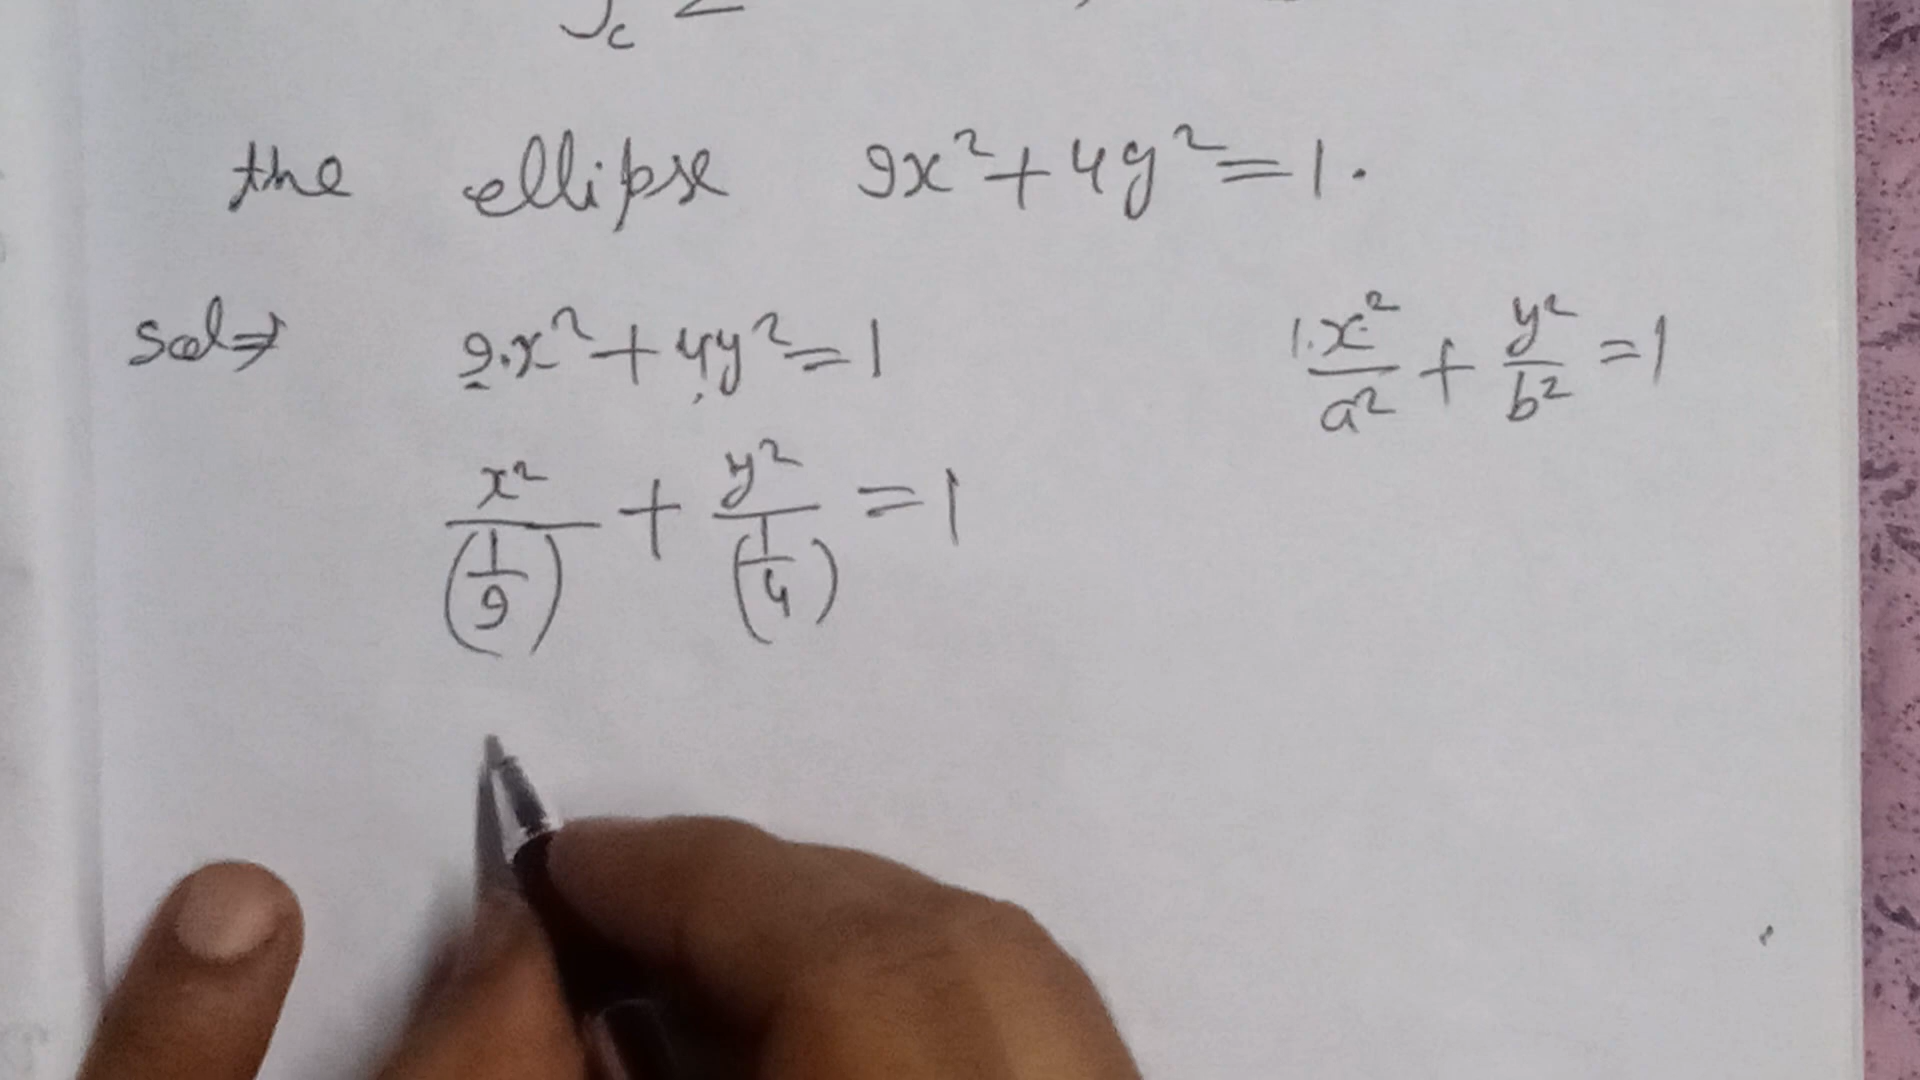 the ellipse 9x²+4y²=1.
Sol⇒ 9.x²+4y²=1
1.x²/a² + y²/b² =1
x²/(1/9) + y²/(1/4) =1